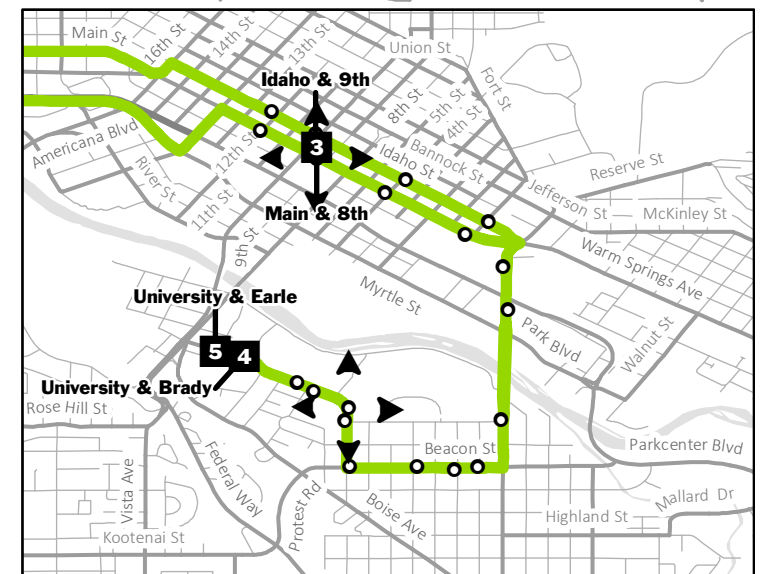 Main St
16th St
14th St
13th St
Union St
Fort St
Idaho & 9th
8th St
5th St
4th St
Americana Blvd
12th St
3
Idaho St
Bannock St
River St
Reserve St
11th St
Main & 8th
Jefferson St
McKinley St
9th St
Warm Springs Ave
University & Earle
Myrtle St
Park Blvd
Walnut St
5
4
University & Brady
Rose Hill St
Beacon St
Parkcenter Blvd
Vista Ave
Federal Way
Protest Rd
Boise Ave
Mallard Dr
Highland St
Kootenai St